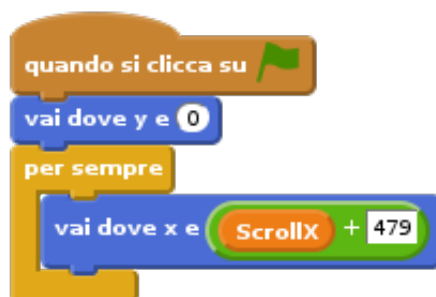 quando si clicca su
vai dove y e 0
per sempre
vai dove x e ScrollX + 479